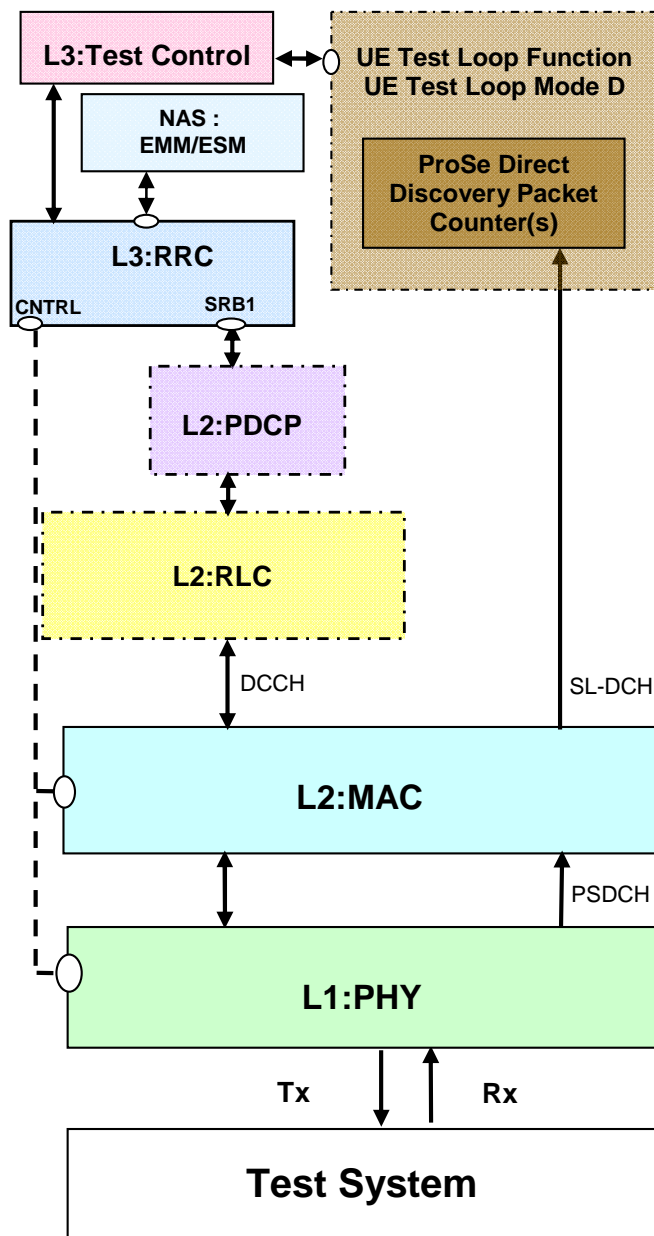 L3:Test Control
UE Test Loop Function
UE Test Loop Mode D
NAS :
EMM/ESM
ProSe Direct
Discovery Packet
Counter(s)
L3:RRC
CNTRL
SRB1
L2:PDCP
L2:RLC
DCCH
SL-DCH
L2:MAC
PSDCH
L1:PHY
Tx
Rx
Test System